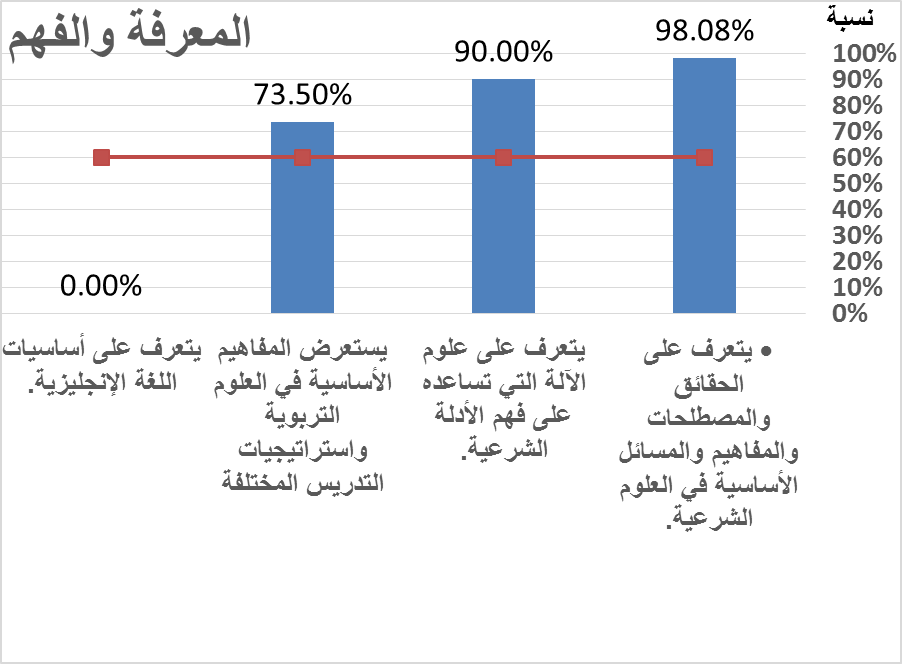 المعرفة والفهم
نسبة
100%
90%
80%
70%
60%
50%
40%
30%
20%
10%
0%
98.08%
90.00%
73.50%
0.00%
• يتعرف على
الحقائق
والمصطلحات
والمفاهيم والمسائل
الأساسية في العلوم
الشرعية.
يتعرف على علوم
الآلة التي تساعده
على فهم الأدلة
الشرعية.
يستعرض المفاهيم
الأساسية في العلوم
التربوية
واستراتيجيات
التدريس المختلفة
يتعرف على أساسيات
اللغة الإنجليزية.